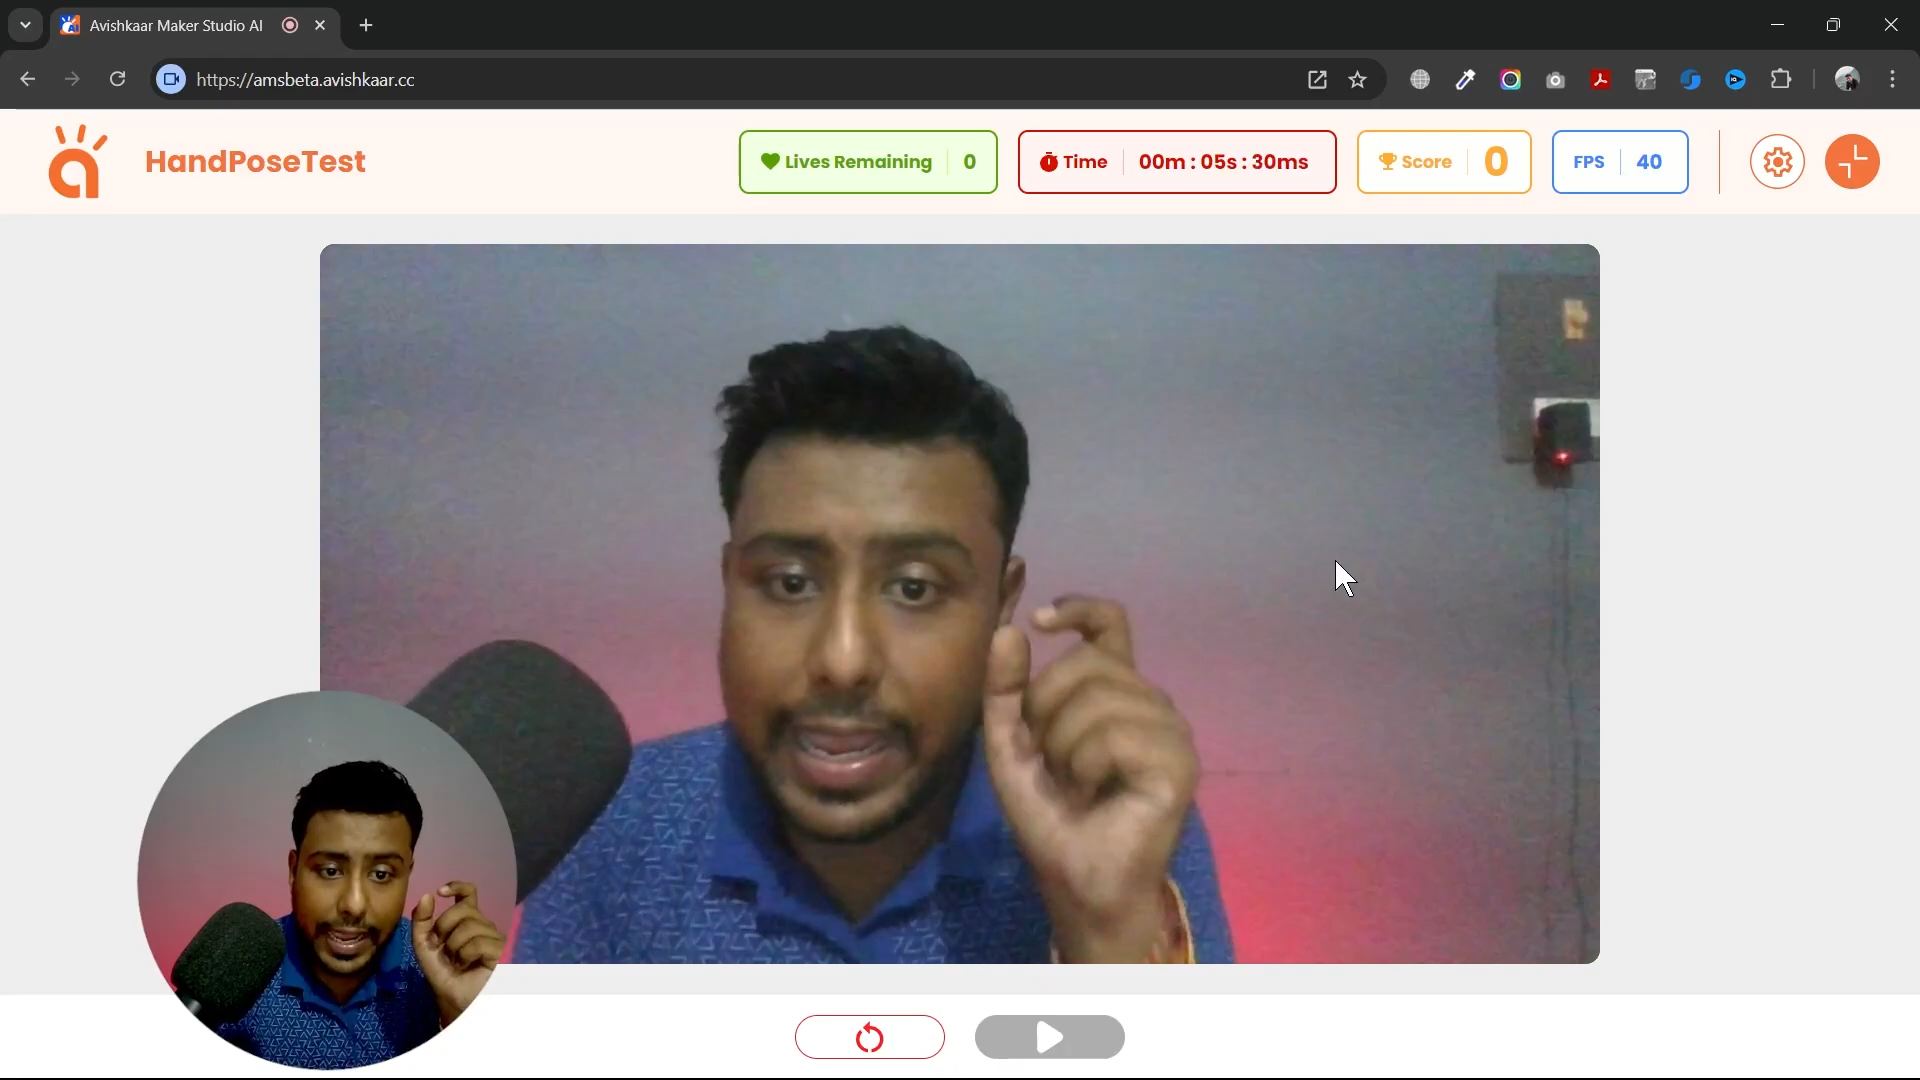 Avishkaar Maker Studio AI
https://amsbeta.avishkaar.cc
HandPoseTest
Lives Remaining 0
Time 00m : 05s : 30ms
Score 0
FPS 40